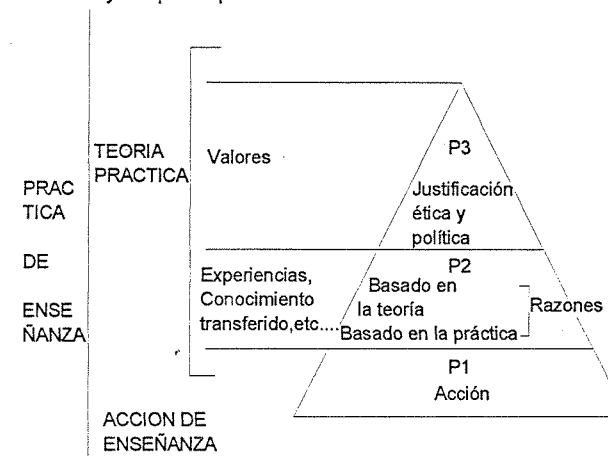 PRAC
TICA
DE
ENSE
ÑANZA
TEORIA
PRACTICA
Valores
Experiencias,
Conocimiento
transferido,etc....
P3
Justificación
ética y
política
P2
Basado en
la teoría
Basado en la práctica
Razones
P1
Acción
ACCION DE
ENSEÑANZA